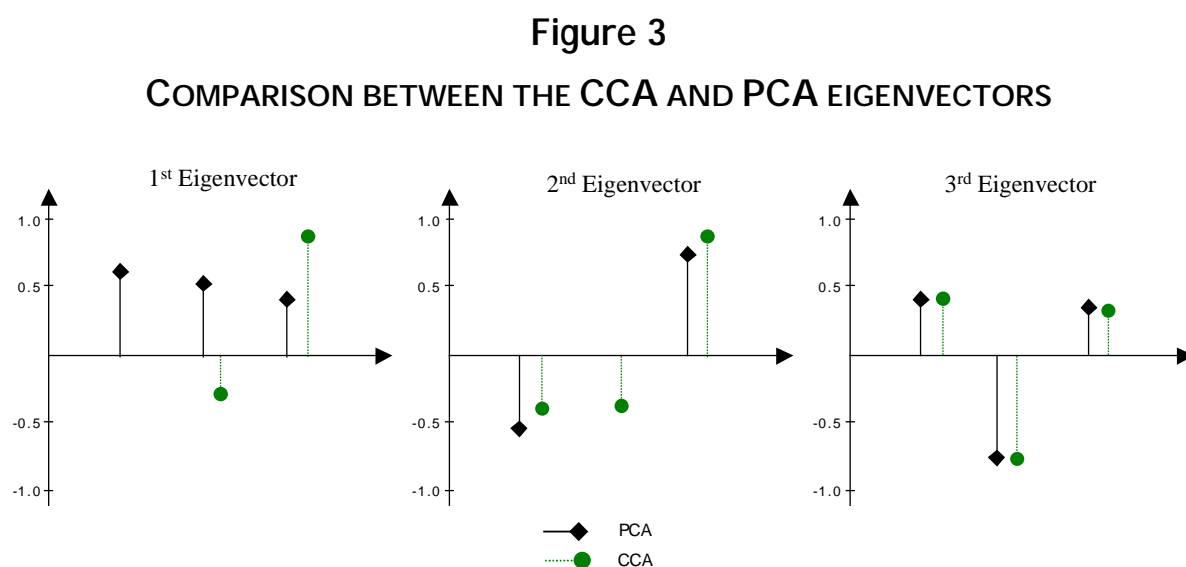 Figure 3
COMPARISON BETWEEN THE CCA AND PCA EIGENVECTORS
1st Eigenvector
1.0
0.5
-0.5
-1.0
2nd Eigenvector
1.0
0.5
-0.5
-1.0
3rd Eigenvector
1.0
0.5
-0.5
-1.0
PCA
CCA